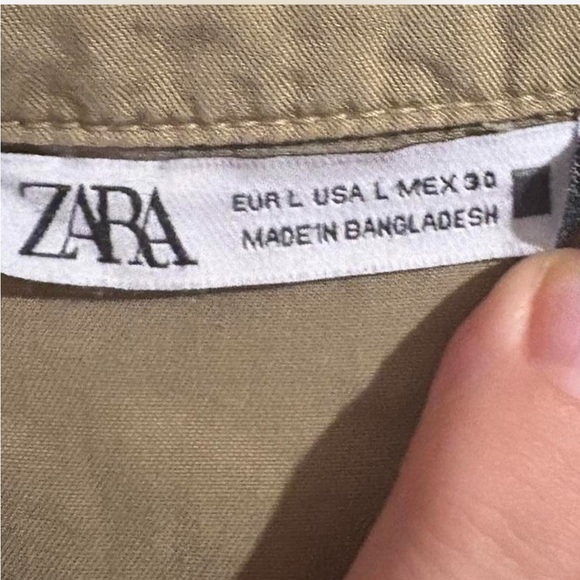 ZARA
EUR L USA L MEX 30
MADE IN BANGLADESH